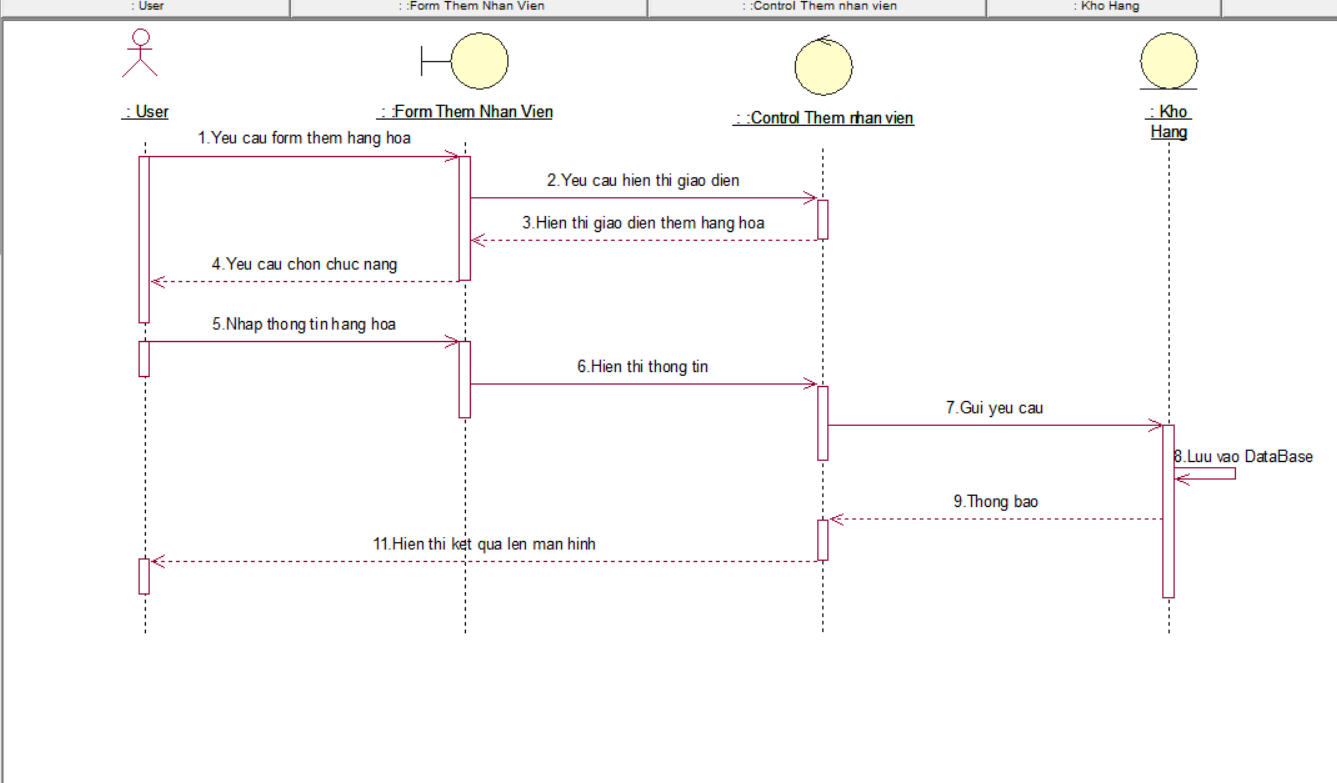 : User
: :Form Them Nhan Vien
: :Control Them nhan vien
: Kho Hang
: User
: :Form Them Nhan Vien
: :Control Them nhan vien
: Kho
Hang
1.Yeu cau form them hang hoa
2.Yeu cau hien thi giao dien
3.Hien thi giao dien them hang hoa
4.Yeu cau chon chuc nang
5.Nhap thong tin hang hoa
6.Hien thi thong tin
7.Gui yeu cau
8.Luu vao DataBase
9.Thong bao
11.Hien thi ket qua len man hinh